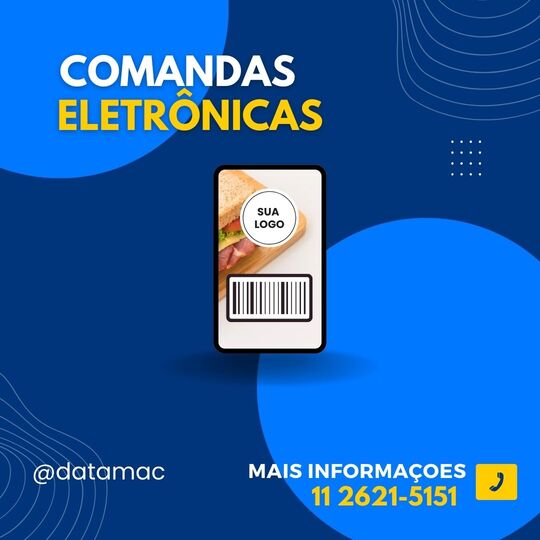 COMANDAS
ELETRÔNICAS
SUA
LOGO
@datamac
MAIS INFORMAÇOES
11 2621-5151